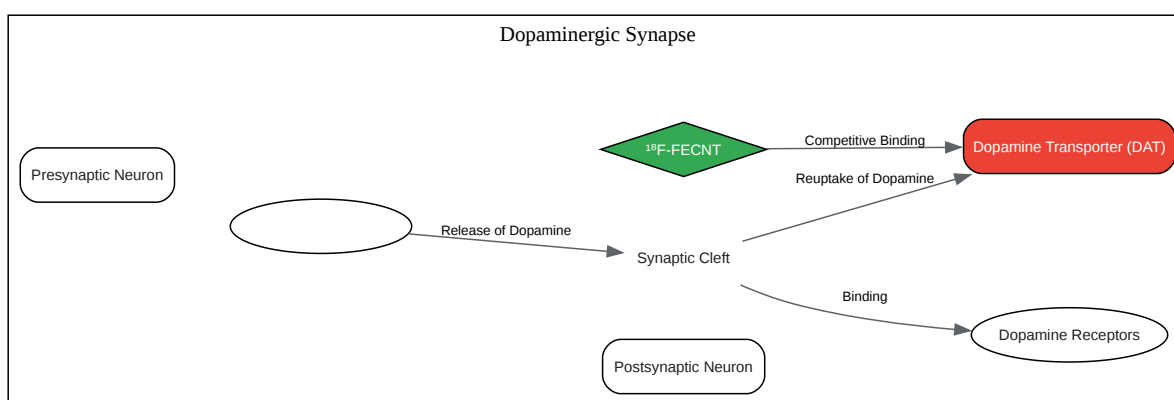 Dopaminergic Synapse
¹⁸F-FECNT
Competitive Binding
Dopamine Transporter (DAT)
Presynaptic Neuron
Reuptake of Dopamine
Release of Dopamine
Synaptic Cleft
Binding
Dopamine Receptors
Postsynaptic Neuron